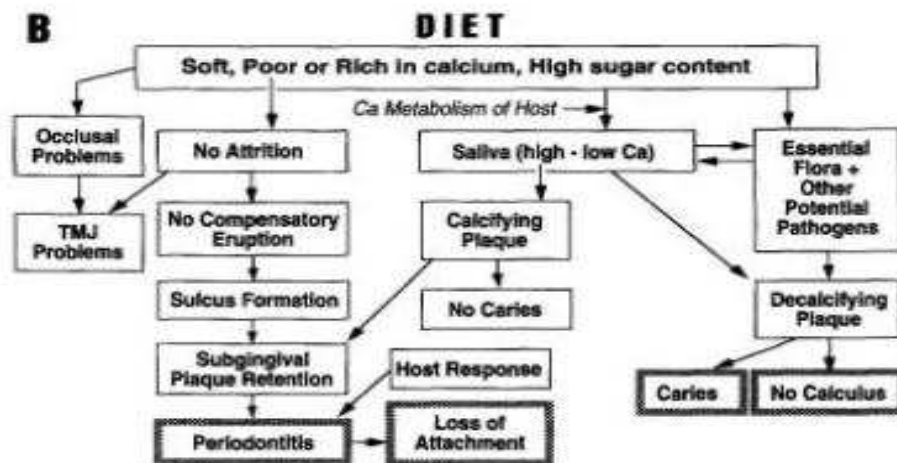 B
DIET
Soft, Poor or Rich in calcium, High sugar content
Ca Metabolism of Host
Occlusal
Problems
No Attrition
Saliva (high - low Ca)
Essential
Flora +
Other
Potential
Pathogens
TMJ
Problems
No Compensatory
Eruption
Calcifying
Plaque
Sulcus Formation
No Caries
Decalcifying
Plaque
Subgingival
Plaque Retention
Host Response
Caries
No Calculus
Periodontitis
Loss of
Attachment